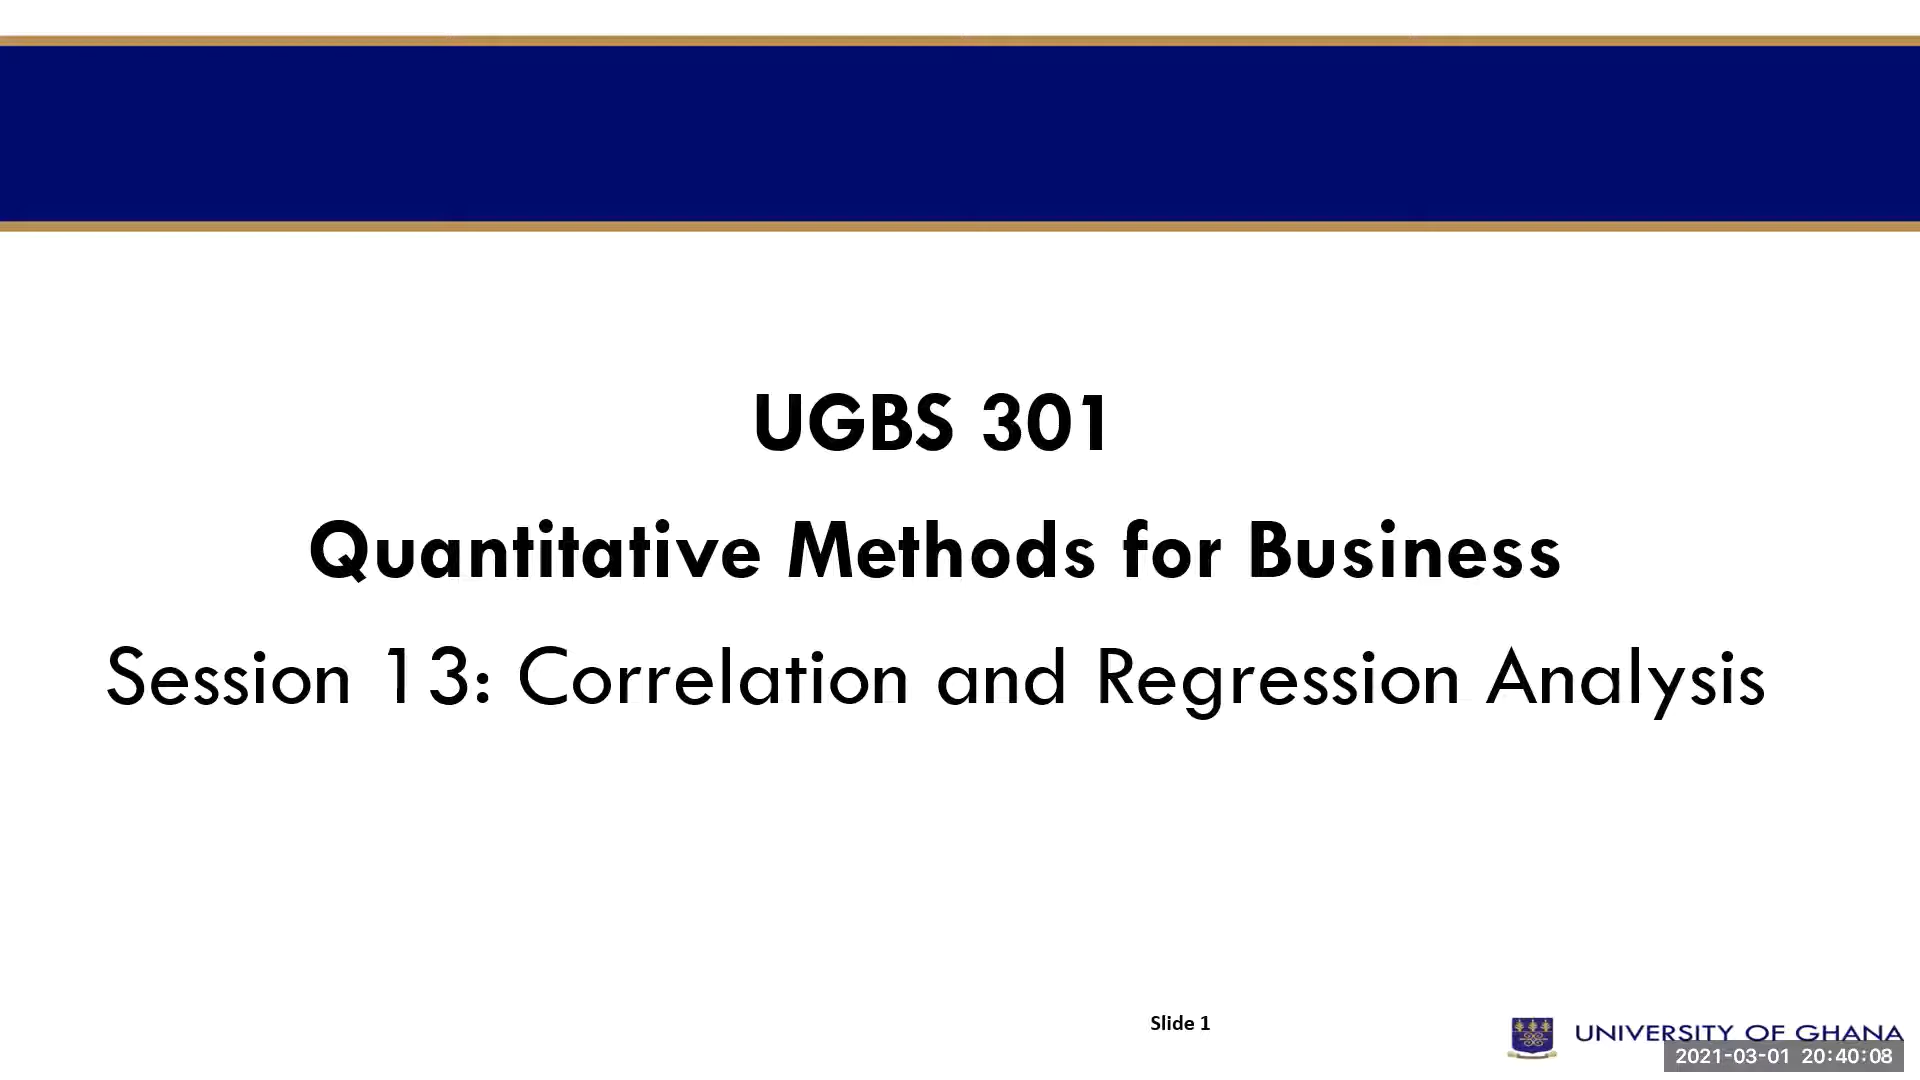 UGBS 301
Quantitative Methods for Business
Session 13: Correlation and Regression Analysis
Slide 1
UNIVERSITY OF GHANA
2021-03-01 20:40:08